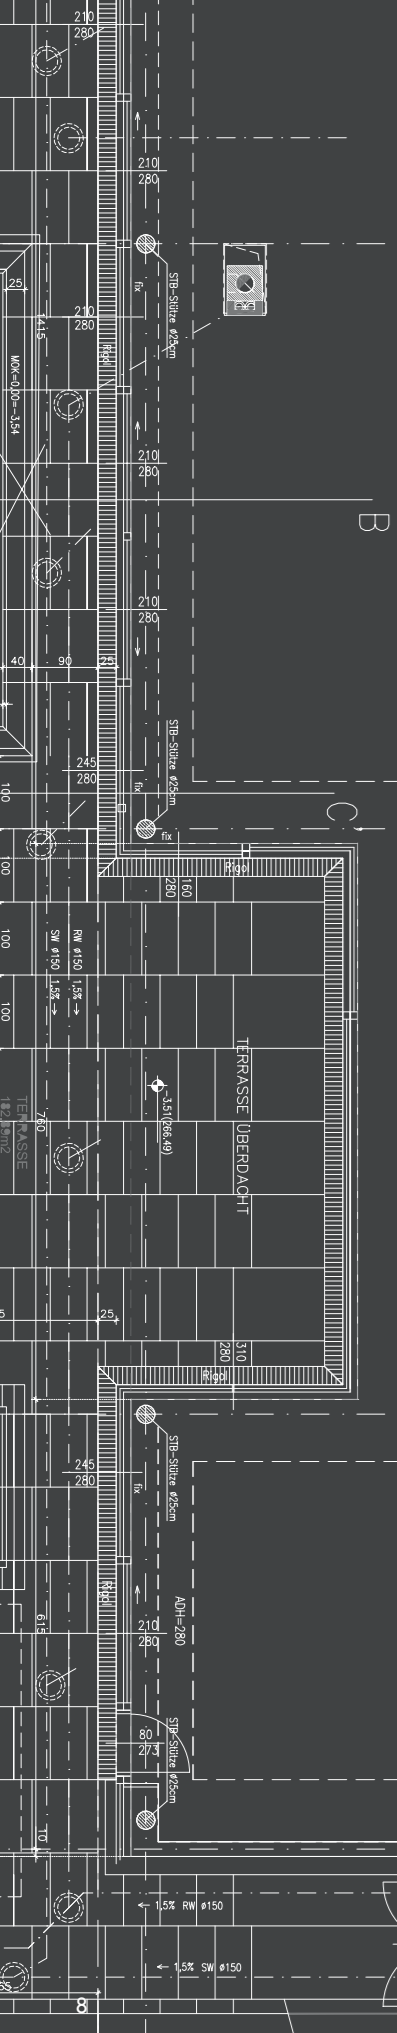 210
280
210
280
25
1415
210
280
fix
STB-Stütze ø25cm
Rigol
MOK=0,00=-3,54
210
280
B
210
280
40
90
25
245
280
fix
STB-Stütze ø25cm
100
C
fix
Rigol
160
280
100
100
SW ø150 1,5% →
RW ø150 1,5% →
100
TERRASSE ÜBERDACHT
-3.51(266.49)
TERRASSE
182,89m2
760
25
310
280
Rigol
245
280
fix
STB-Stütze ø25cm
Rigol
ADH=280
615
210
280
80
273
STB-Stütze ø25cm
10
← 1,5% RW ø150
← 1,5% SW ø150
8